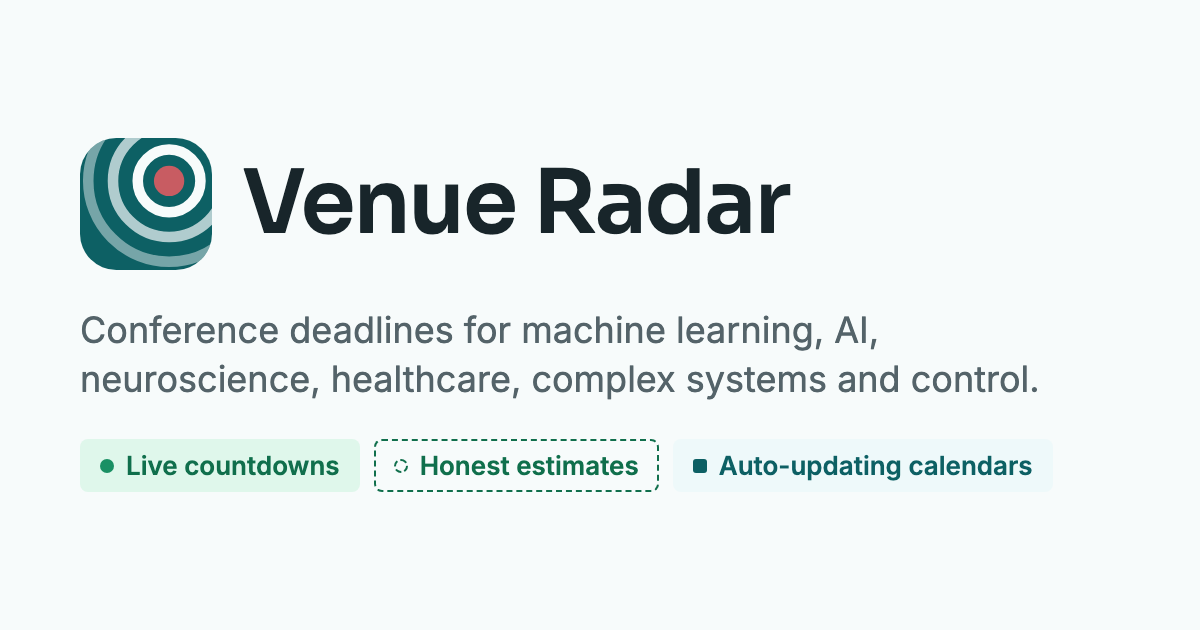 Venue Radar
Conference deadlines for machine learning, AI,
neuroscience, healthcare, complex systems and control.
Live countdowns
Honest estimates
Auto-updating calendars